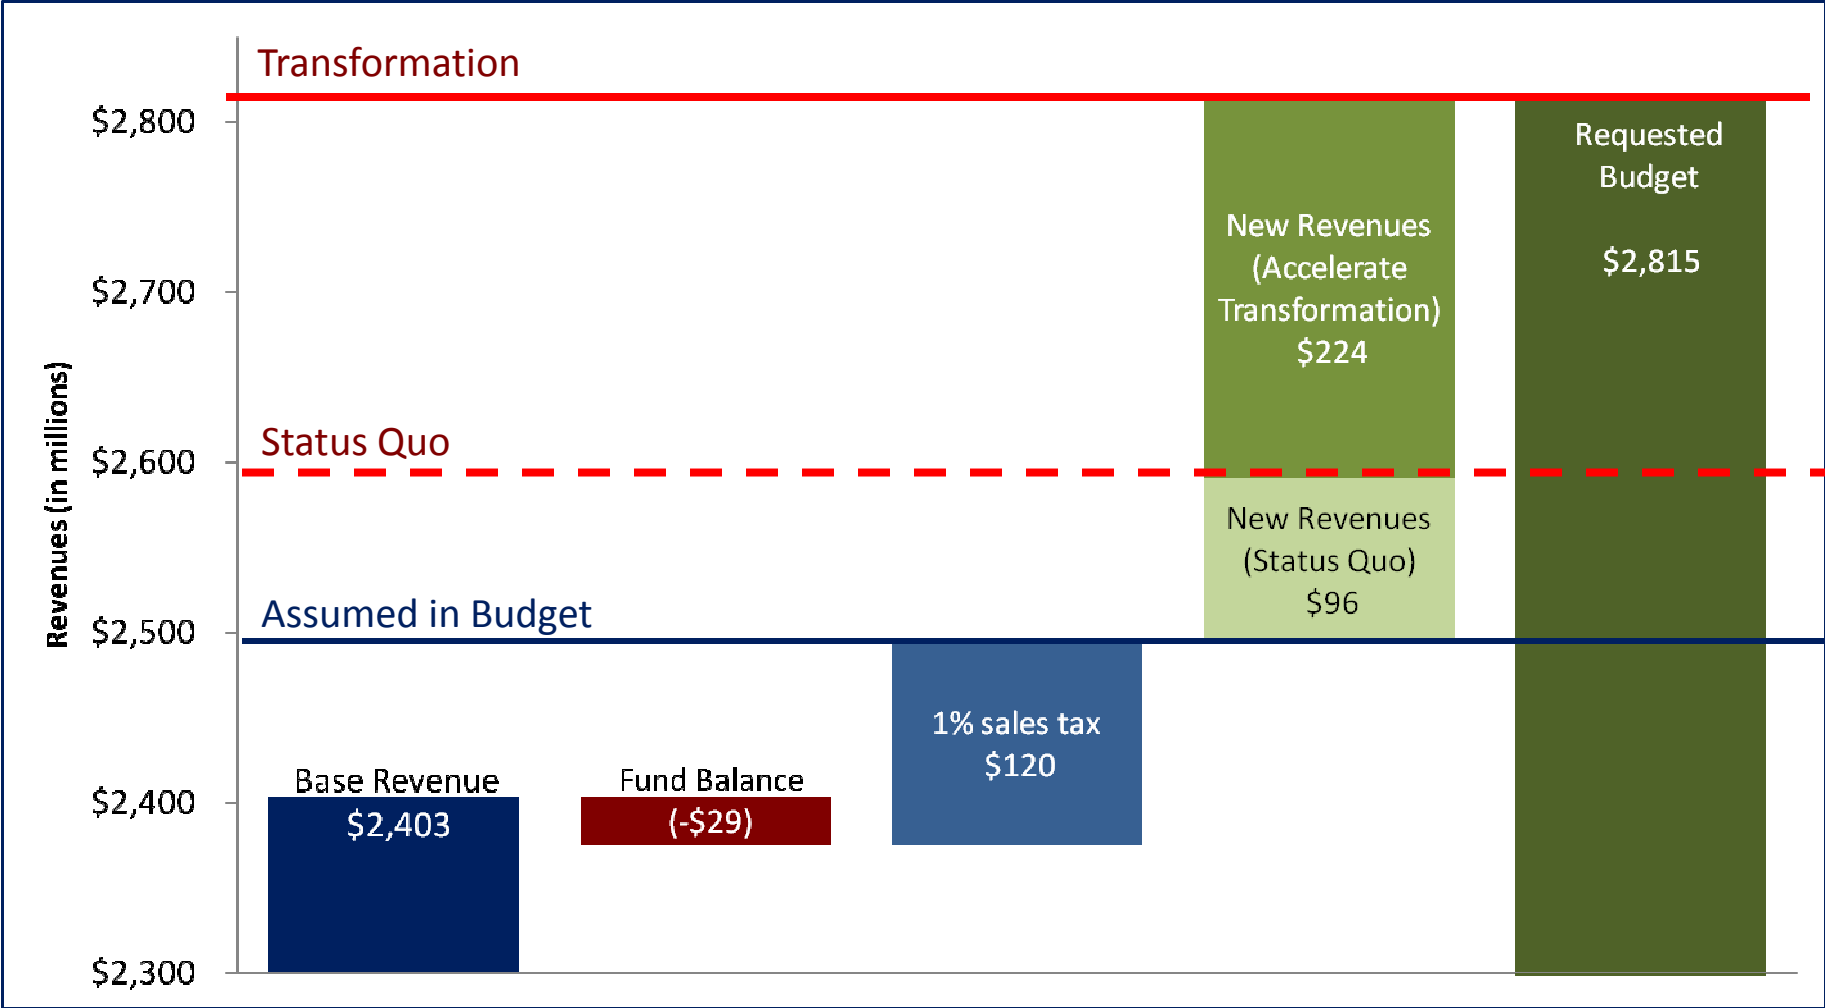 Transformation
$2,800
$2,700
$2,600
$2,500
$2,400
$2,300
Revenues (in millions)
Status Quo
Assumed in Budget
Base Revenue
$2,403
Fund Balance
(-$29)
1% sales tax
$120
New Revenues
(Accelerate
Transformation)
$224
New Revenues
(Status Quo)
$96
Requested
Budget
$2,815